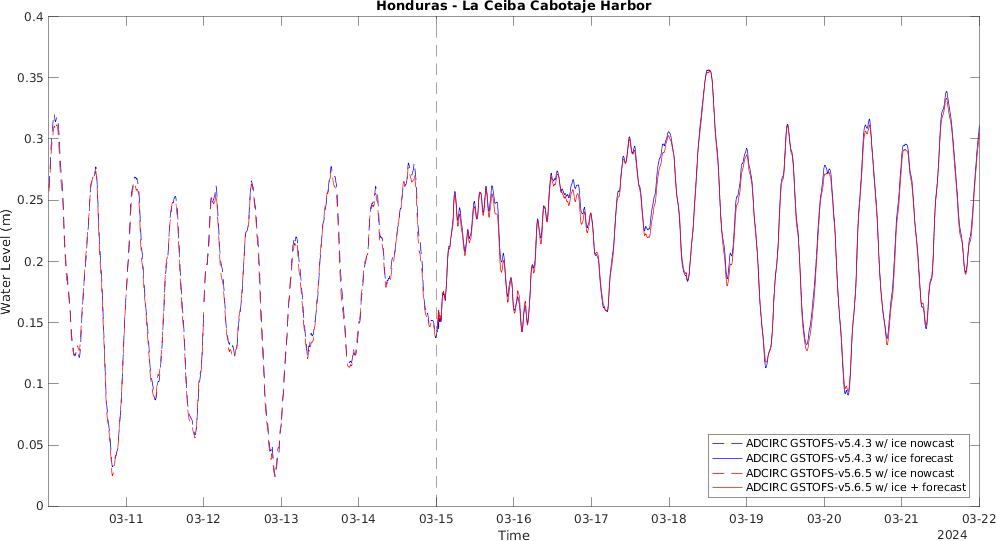 Honduras - La Ceiba Cabotaje Harbor
0.4
0.35
0.3
0.25
0.2
0.15
0.1
0.05
0
Water Level (m)
ADCIRC GSTOFS-v5.4.3 w/ ice nowcast
ADCIRC GSTOFS-v5.4.3 w/ ice forecast
ADCIRC GSTOFS-v5.6.5 w/ ice nowcast
ADCIRC GSTOFS-v5.6.5 w/ ice + forecast
03-11 03-12 03-13 03-14 03-15 03-16 03-17 03-18 03-19 03-20 03-21 03-22
Time
2024